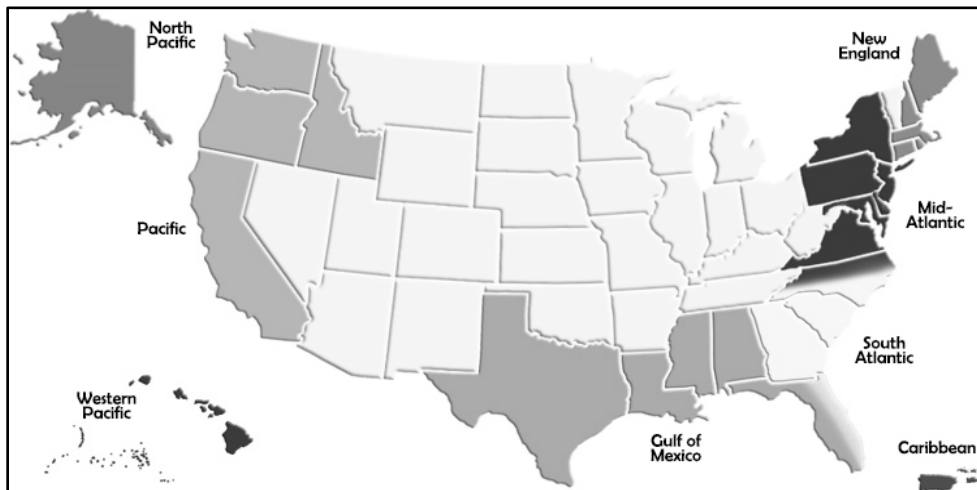 North
Pacific
New
England
Pacific
Mid-
Atlantic
South
Atlantic
Western
Pacific
Gulf of
Mexico
Caribbean